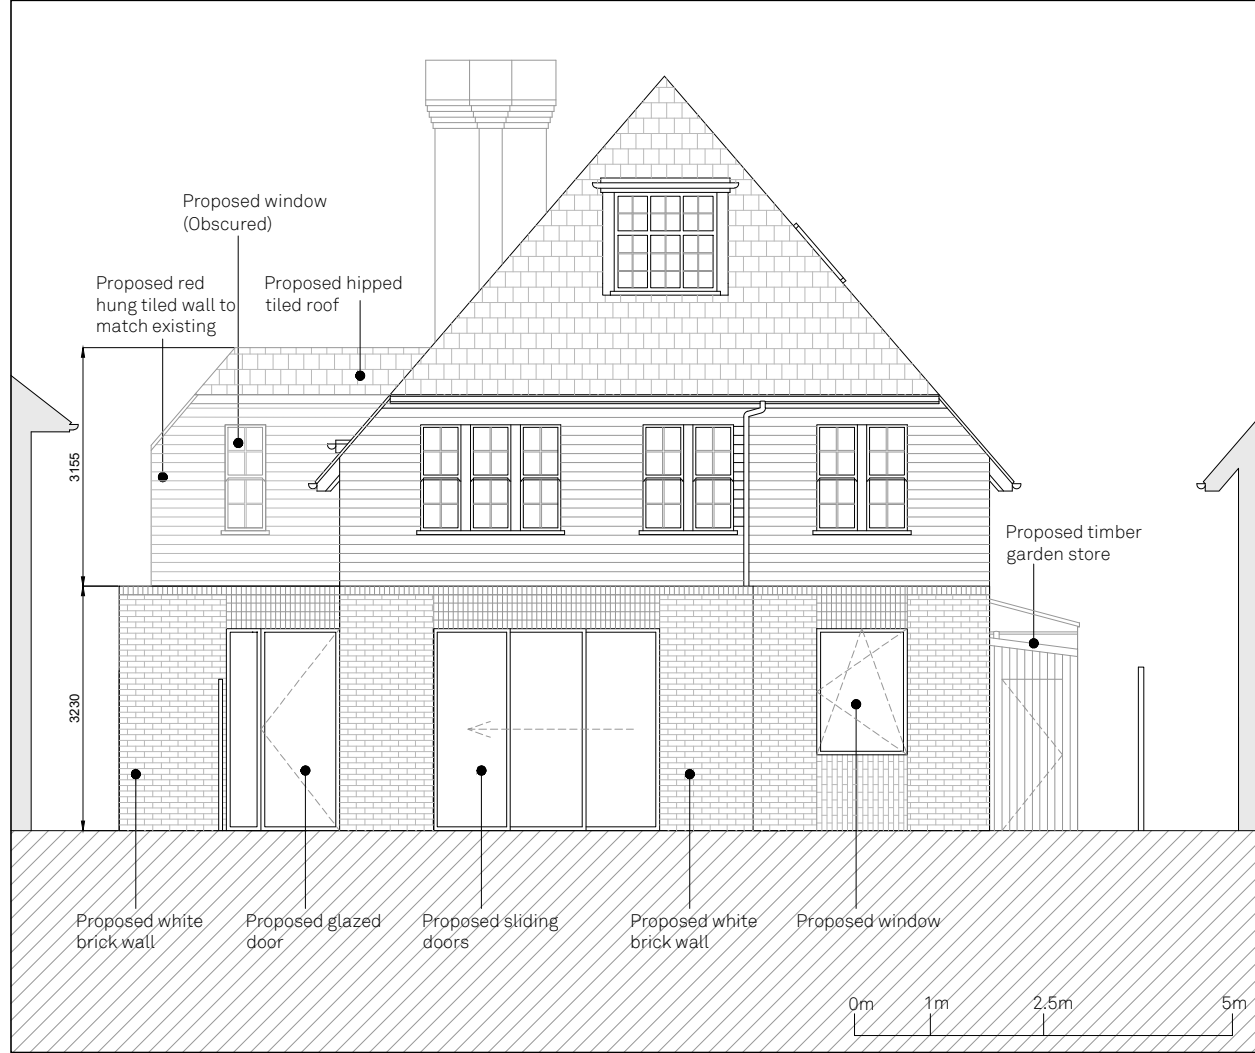 Proposed window
(Obscured)
Proposed red
hung tiled wall to
match existing
Proposed hipped
tiled roof
3155
Proposed timber
garden store
3230
Proposed white
brick wall
Proposed glazed
door
Proposed sliding
doors
Proposed white
brick wall
Proposed window
0m 1m 2.5m 5m